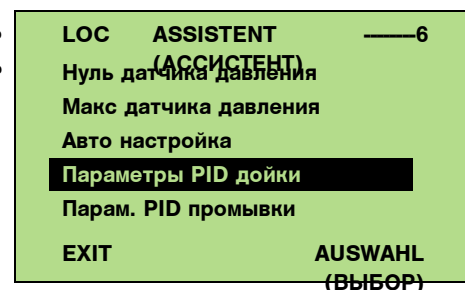 LOC ASSISTENT -------6
(АССИСТЕНТ)
Нуль датчика давления
Макс датчика давления
Авто настройка
Параметры PID дойки
Парам. PID промывки
EXIT AUSWAHL
(ВЫБОР)